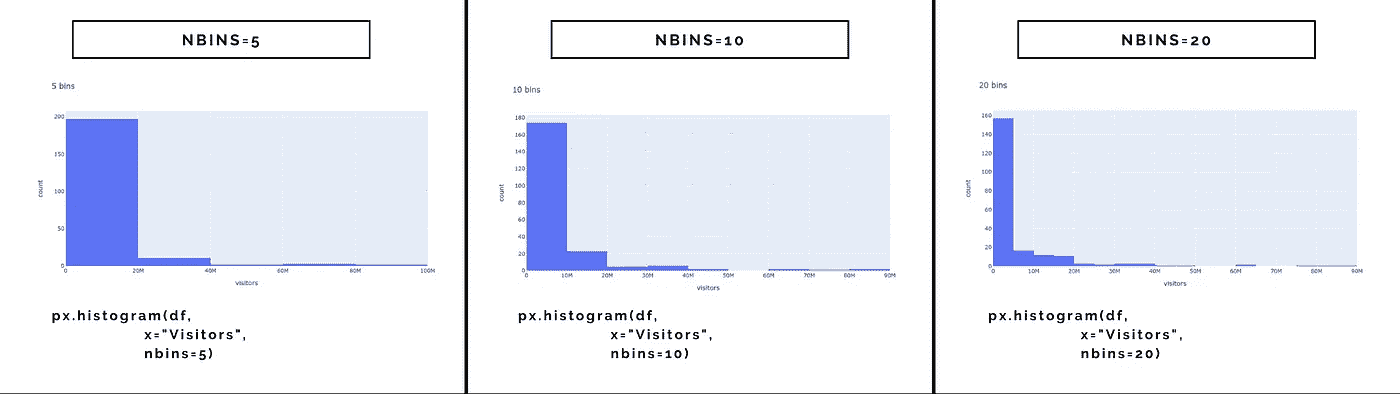 NBINS=5
5 bins
200
150
100
50
0
count
0 20M 40M 60M 80M 100M
visitors
px.histogram(df,
x="Visitors",
nbins=5)
NBINS=10
10 bins
180
160
140
120
100
80
60
40
20
0
count
0 10M 20M 30M 40M 50M 60M 70M 80M 90M
visitors
px.histogram(df,
x="Visitors",
nbins=10)
NBINS=20
20 bins
160
140
120
100
80
60
40
20
0
count
0 10M 20M 30M 40M 50M 60M 70M 80M 90M
visitors
px.histogram(df,
x="Visitors",
nbins=20)